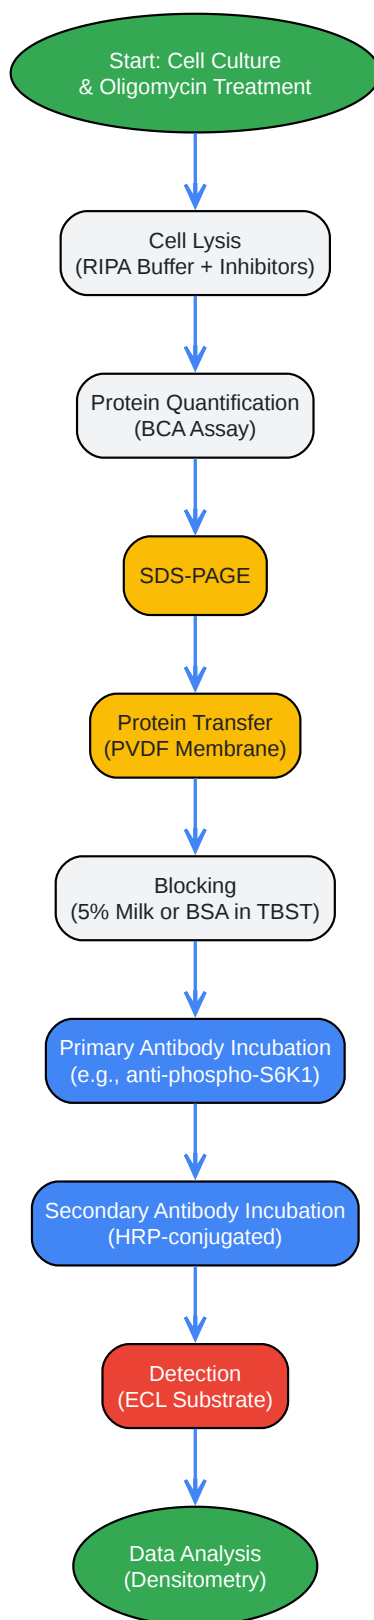 Start: Cell Culture
& Oligomycin Treatment
Cell Lysis
(RIPA Buffer + Inhibitors)
Protein Quantification
(BCA Assay)
SDS-PAGE
Protein Transfer
(PVDF Membrane)
Blocking
(5% Milk or BSA in TBST)
Primary Antibody Incubation
(e.g., anti-phospho-S6K1)
Secondary Antibody Incubation
(HRP-conjugated)
Detection
(ECL Substrate)
Data Analysis
(Densitometry)